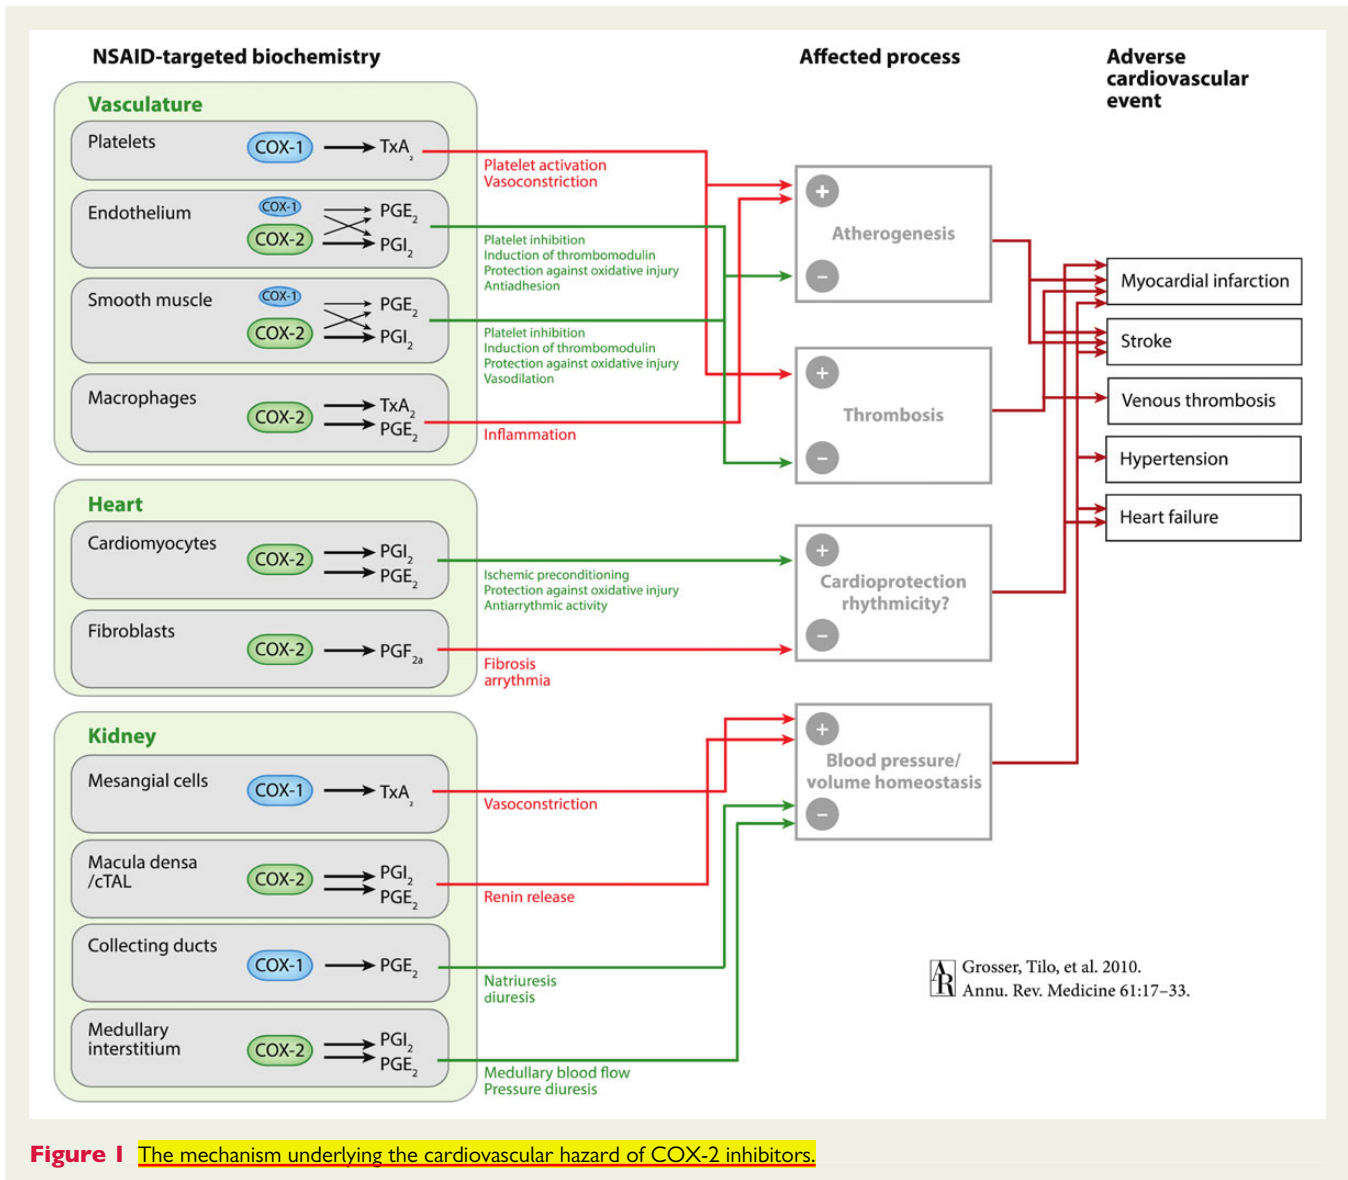 NSAID-targeted biochemistry
Affected process
Adverse
cardiovascular
event
Vasculature
Platelets
COX-1
TxA2
Platelet activation
Vasoconstriction
Endothelium
COX-1
COX-2
PGE2
PGI2
Platelet inhibition
Induction of thrombomodulin
Protection against oxidative injury
Antiadhesion
Smooth muscle
COX-1
COX-2
PGE2
PGI2
Platelet inhibition
Induction of thrombomodulin
Protection against oxidative injury
Vasodilation
Macrophages
COX-2
TxA2
PGE2
Inflammation
Heart
Cardiomyocytes
COX-2
PGI2
PGE2
Ischemic preconditioning
Protection against oxidative injury
Antiarrythmic activity
Fibroblasts
COX-2
PGF2a
Fibrosis
arrythmia
Kidney
Mesangial cells
COX-1
TxA2
Vasoconstriction
Macula densa
/cTAL
COX-2
PGI2
PGE2
Renin release
Collecting ducts
COX-1
PGE2
Natriuresis
diuresis
Medullary
interstitium
COX-2
PGI2
PGE2
Medullary blood flow
Pressure diuresis
+
Atherogenesis
−
+
Thrombosis
−
+
Cardioprotection
rhythmicity?
−
+
Blood pressure/
volume homeostasis
−
Myocardial infarction
Stroke
Venous thrombosis
Hypertension
Heart failure
AR
Grosser, Tilo, et al. 2010.
Annu. Rev. Medicine 61:17–33.
Figure 1 The mechanism underlying the cardiovascular hazard of COX-2 inhibitors.